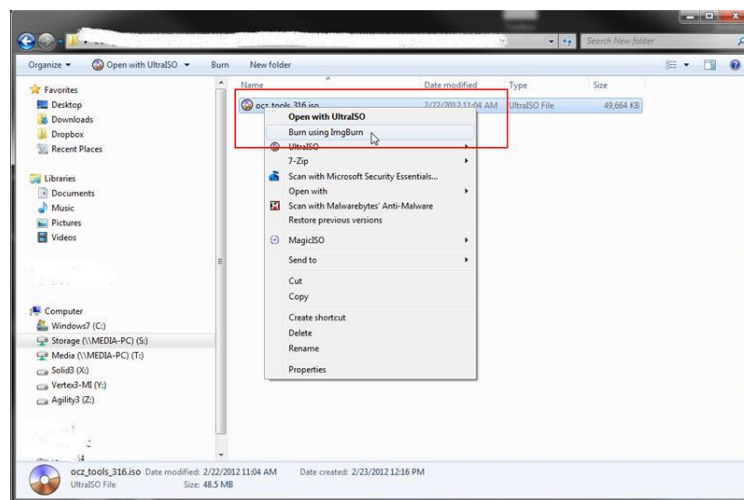 Search New folder
Organize ▾ Open with UltraISO ▾ Burn New folder
Name Date modified Type Size
ocz_tools_316.iso 2/22/2012 11:04 AM UltraISO File 49,664 KB
Favorites
Desktop
Downloads
Dropbox
Recent Places
Libraries
Documents
Music
Pictures
Videos
Computer
Windows7 (C:)
Storage (\\MEDIA-PC) (S:)
Media (\\MEDIA-PC) (T:)
Solid3 (X:)
Vertex3-MI (Y:)
Agility3 (Z:)
Open with UltraISO
Burn using ImgBurn
UltraISO
7-Zip
Scan with Microsoft Security Essentials...
Open with
Scan with Malwarebytes' Anti-Malware
Restore previous versions
MagicISO
Send to
Cut
Copy
Create shortcut
Delete
Rename
Properties
ocz_tools_316.iso Date modified: 2/22/2012 11:04 AM Date created: 2/23/2012 12:16 PM
UltraISO File Size: 48.5 MB